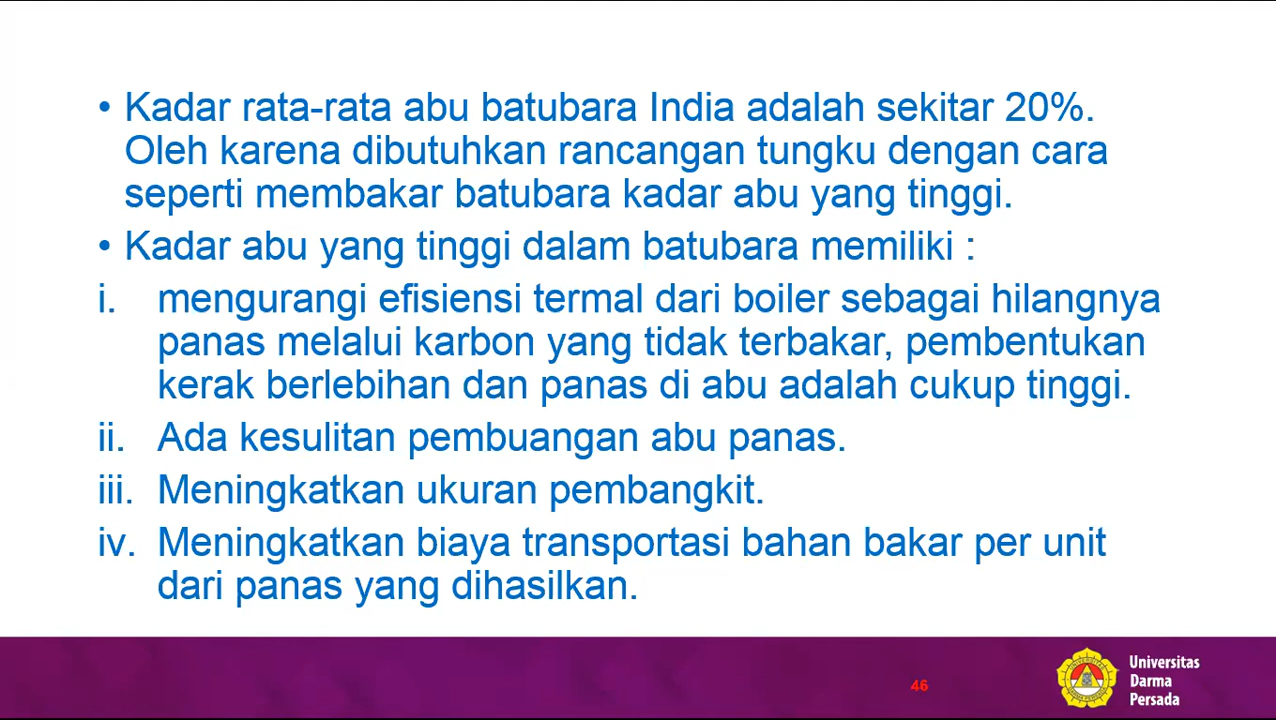 • Kadar rata-rata abu batubara India adalah sekitar 20%.
Oleh karena dibutuhkan rancangan tungku dengan cara
seperti membakar batubara kadar abu yang tinggi.
• Kadar abu yang tinggi dalam batubara memiliki :
i. mengurangi efisiensi termal dari boiler sebagai hilangnya
panas melalui karbon yang tidak terbakar, pembentukan
kerak berlebihan dan panas di abu adalah cukup tinggi.
ii. Ada kesulitan pembuangan abu panas.
iii. Meningkatkan ukuran pembangkit.
iv. Meningkatkan biaya transportasi bahan bakar per unit
dari panas yang dihasilkan.
46
Universitas
Darma
Persada